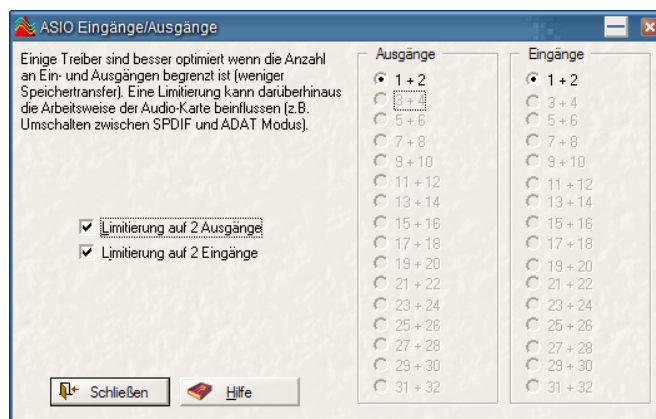 ASIO Eingänge/Ausgänge
Einige Treiber sind besser optimiert wenn die Anzahl
an Ein- und Ausgängen begrenzt ist (weniger
Speichertransfer). Eine Limitierung kann darüberhinaus
die Arbeitsweise der Audio-Karte beinflussen (z.B.
Umschalten zwischen SPDIF und ADAT Modus).
Limitierung auf 2 Ausgänge
Limitierung auf 2 Eingänge
Schließen
Hilfe
Ausgänge
1 + 2
3 + 4
5 + 6
7 + 8
9 + 10
11 + 12
13 + 14
15 + 16
17 + 18
19 + 20
21 + 22
23 + 24
25 + 26
27 + 28
29 + 30
31 + 32
Eingänge
1 + 2
3 + 4
5 + 6
7 + 8
9 + 10
11 + 12
13 + 14
15 + 16
17 + 18
19 + 20
21 + 22
23 + 24
25 + 26
27 + 28
29 + 30
31 + 32